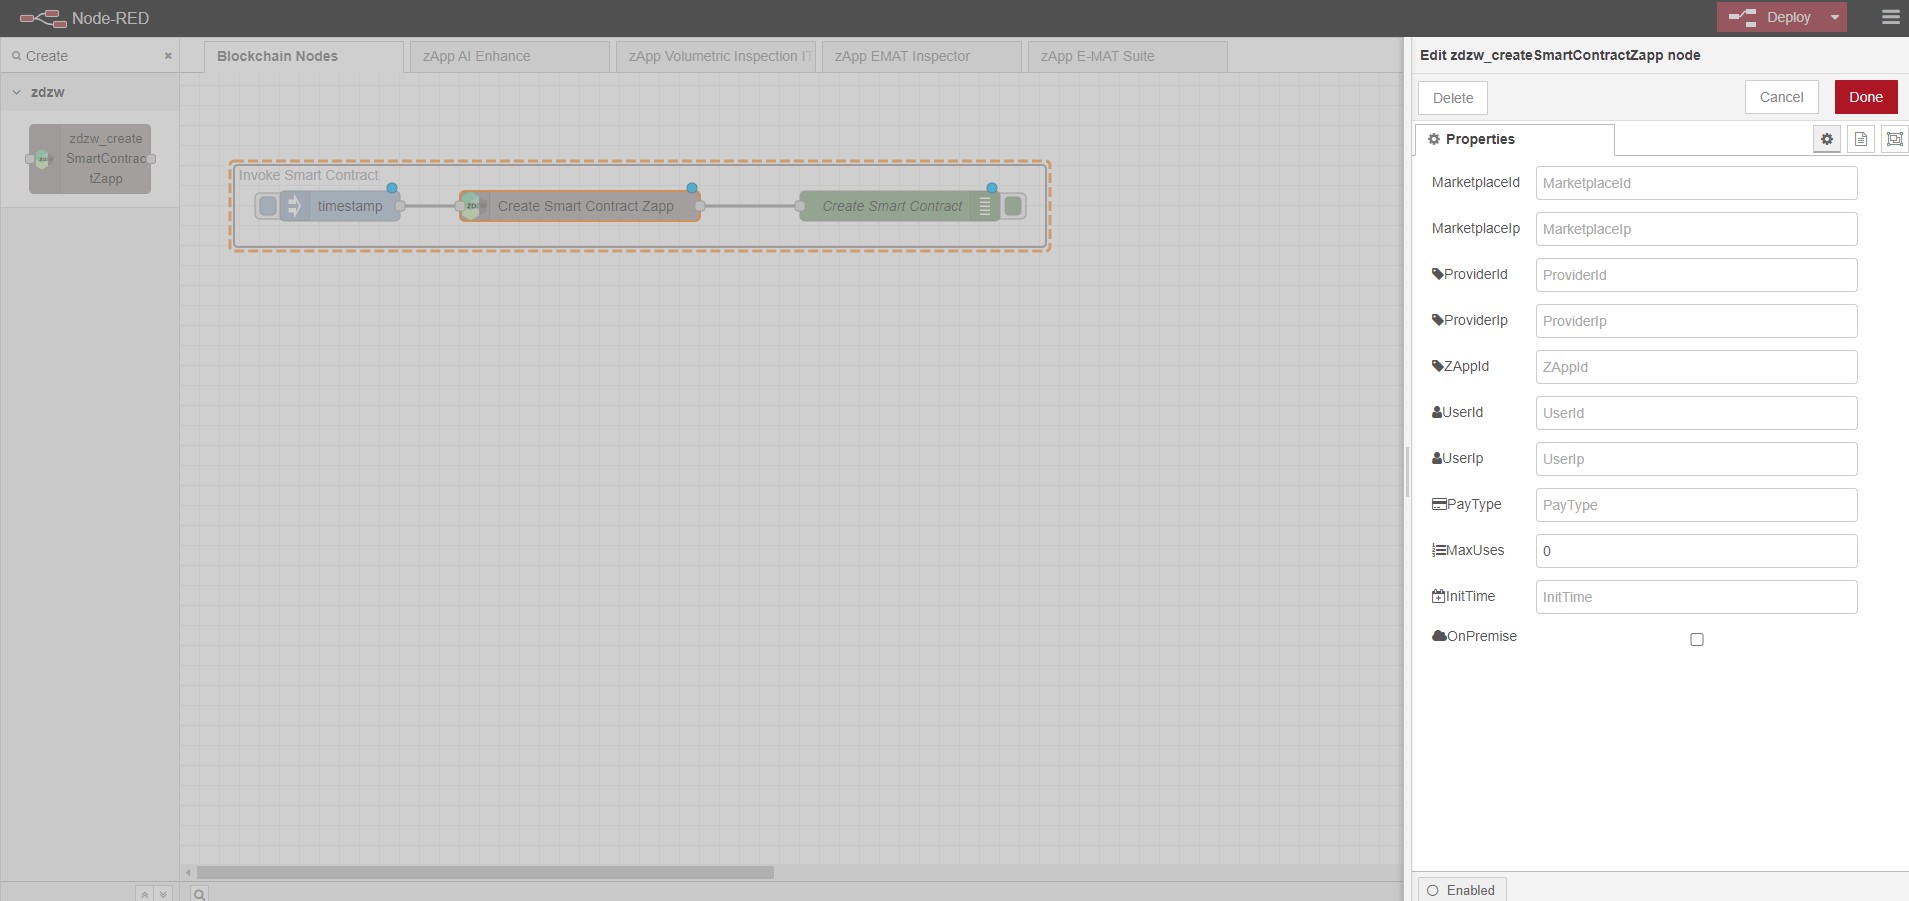 Node-RED
Deploy
Create
zdzw
zdzw_create
SmartContrac
tZapp
Blockchain Nodes
zApp AI Enhance
zApp Volumetric Inspection IT
zApp EMAT Inspector
zApp E-MAT Suite
Invoke Smart Contract
timestamp
Create Smart Contract Zapp
Create Smart Contract
Edit zdzw_createSmartContractZapp node
Delete
Cancel
Done
Properties
MarketplaceId
MarketplaceId
MarketplaceIp
MarketplaceIp
ProviderId
ProviderId
ProviderIp
ProviderIp
ZAppId
ZAppId
UserId
UserId
UserIp
UserIp
PayType
PayType
MaxUses
0
InitTime
InitTime
OnPremise
Enabled